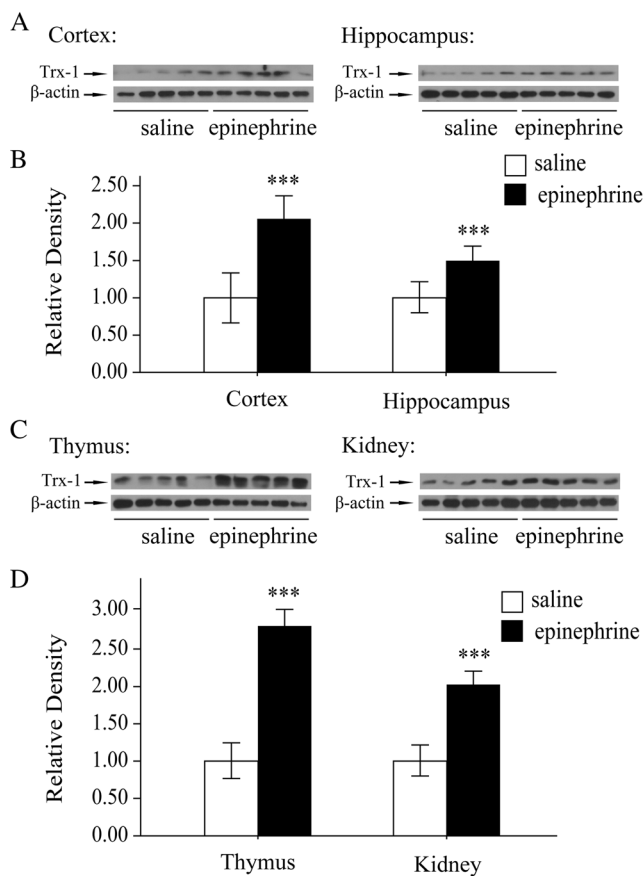 A
Cortex:
Hippocampus:
Trx-1
β-actin
saline epinephrine
Trx-1
β-actin
saline epinephrine
B
saline
epinephrine
Relative Density
2.50
2.00
1.50
1.00
0.50
0.00
***
***
Cortex
Hippocampus
C
Thymus:
Kidney:
Trx-1
β-actin
saline epinephrine
Trx-1
β-actin
saline epinephrine
D
saline
epinephrine
Relative Density
3.00
2.50
2.00
1.50
1.00
0.50
0.00
***
***
Thymus
Kidney